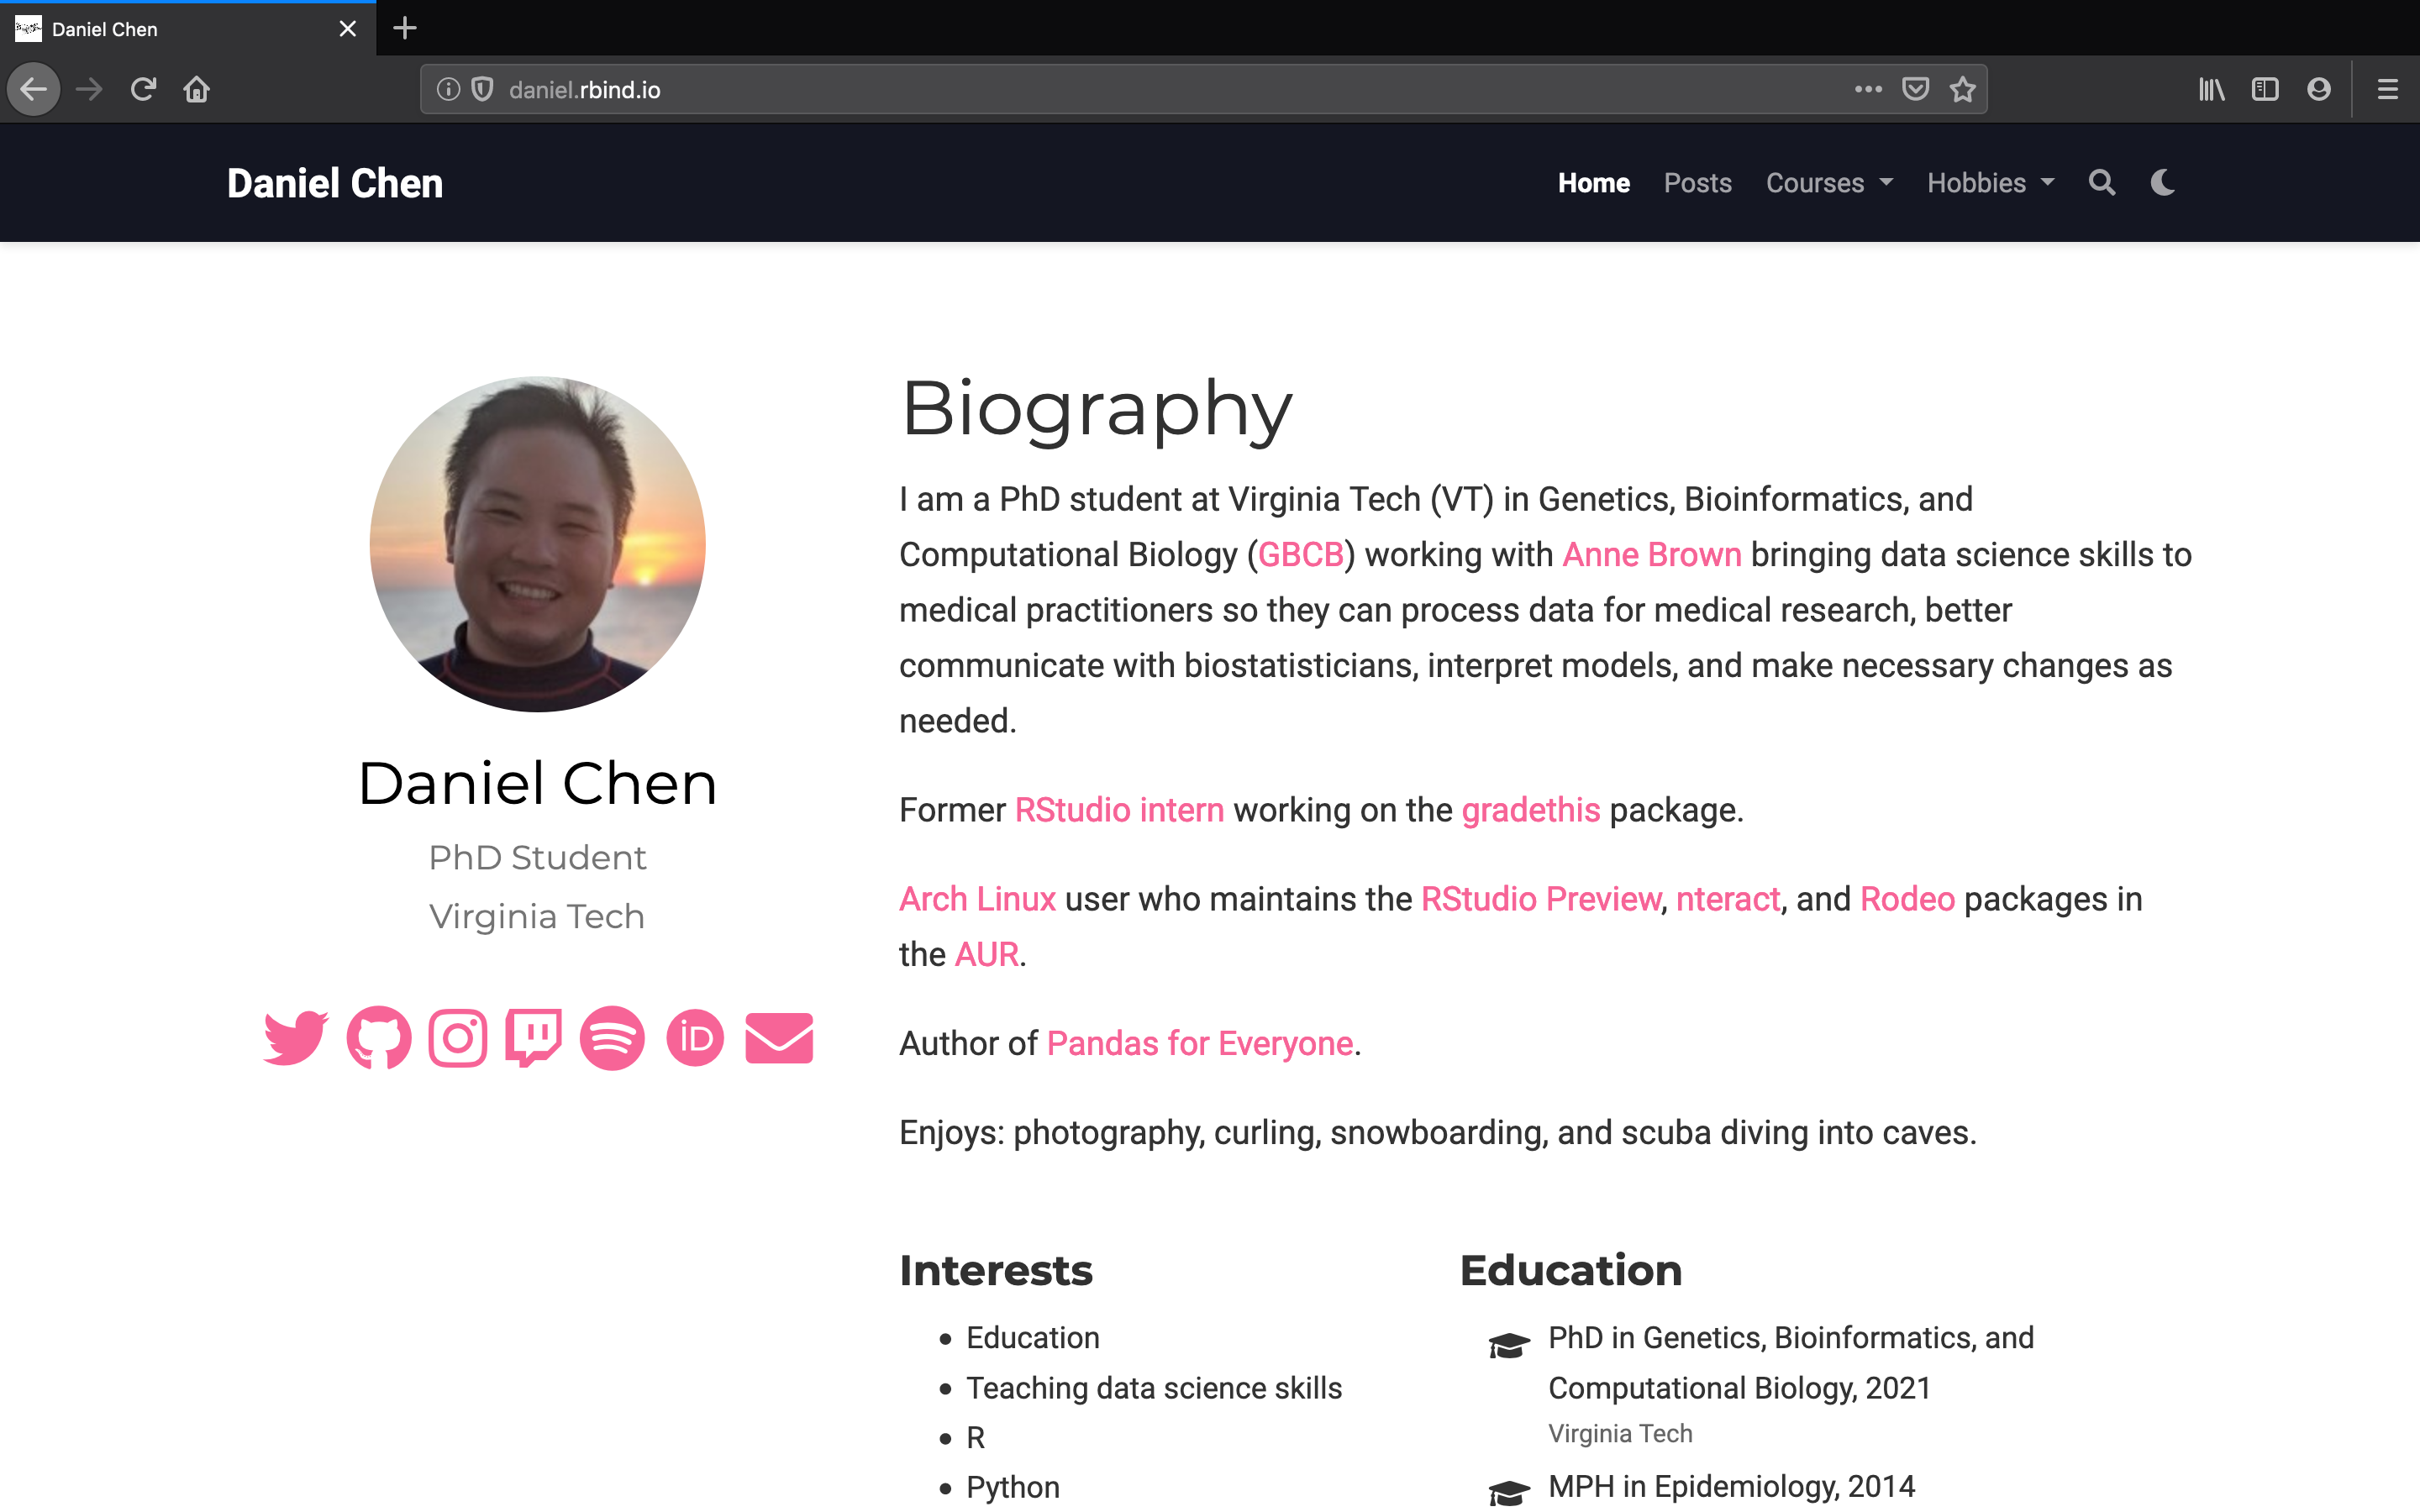 Daniel Chen
daniel.rbind.io
Daniel Chen
Home Posts Courses Hobbies
Biography
I am a PhD student at Virginia Tech (VT) in Genetics, Bioinformatics, and
Computational Biology (GBCB) working with Anne Brown bringing data science skills to
medical practitioners so they can process data for medical research, better
communicate with biostatisticians, interpret models, and make necessary changes as
needed.
Former RStudio intern working on the gradethis package.
Arch Linux user who maintains the RStudio Preview, nteract, and Rodeo packages in
the AUR.
Author of Pandas for Everyone.
Enjoys: photography, curling, snowboarding, and scuba diving into caves.
Daniel Chen
PhD Student
Virginia Tech
iD
Interests
Education
Teaching data science skills
R
Python
Education
PhD in Genetics, Bioinformatics, and
Computational Biology, 2021
Virginia Tech
MPH in Epidemiology, 2014